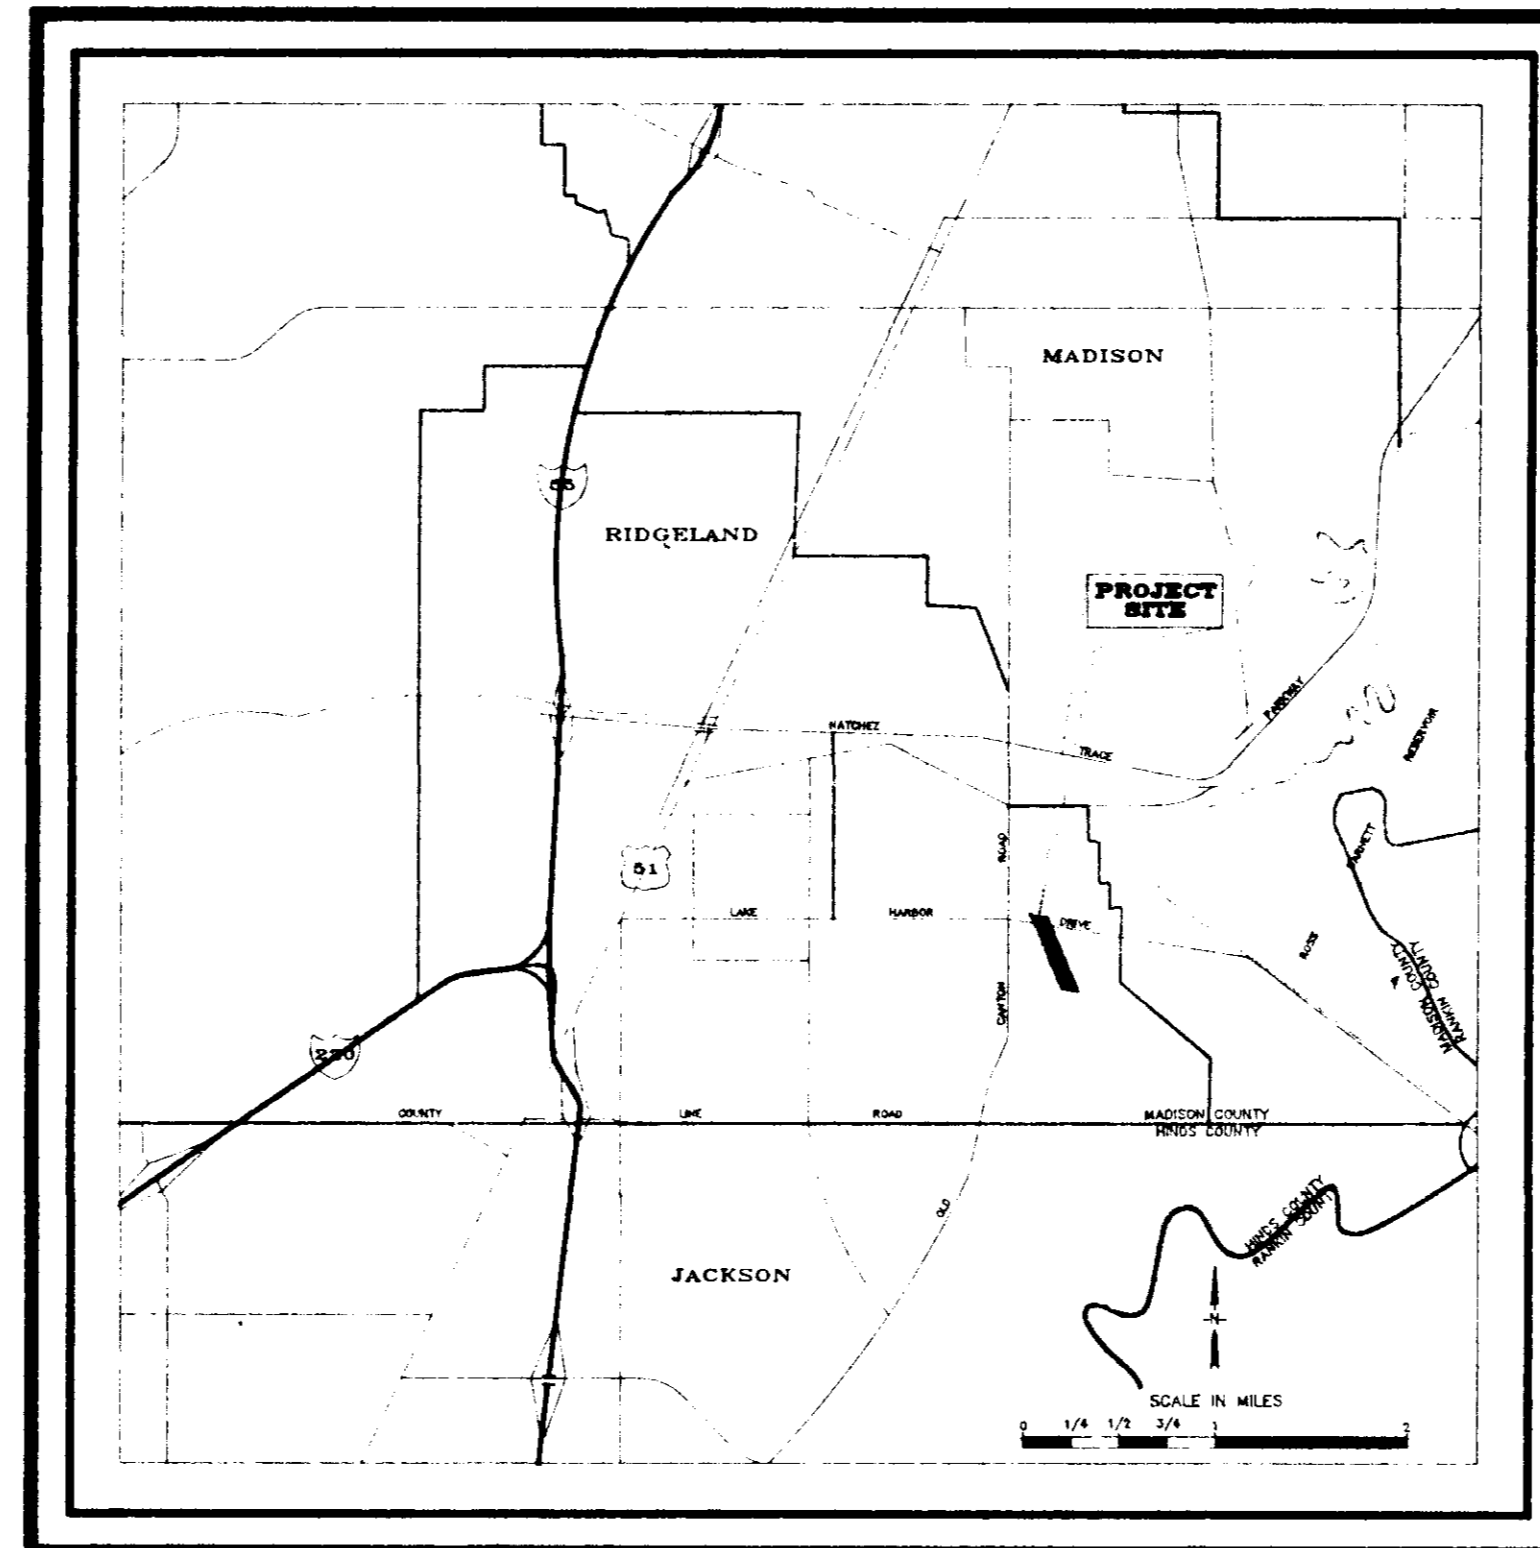 MADISON
55
RIDGELAND
PROJECT
SITE
NATCHEZ
TRACE
PARKWAY
RESERVOIR
BARNETT
ROSS
ROAD
51
LAKE
HARBOR
DRIVE
CANTON
MADISON COUNTY
RANKIN COUNTY
220
COUNTY
LINE
ROAD
MADISON COUNTY
HINDS COUNTY
OLD
HINDS COUNTY
RANKIN COUNTY
JACKSON
N
SCALE IN MILES
0 1/4 1/2 3/4 1 2